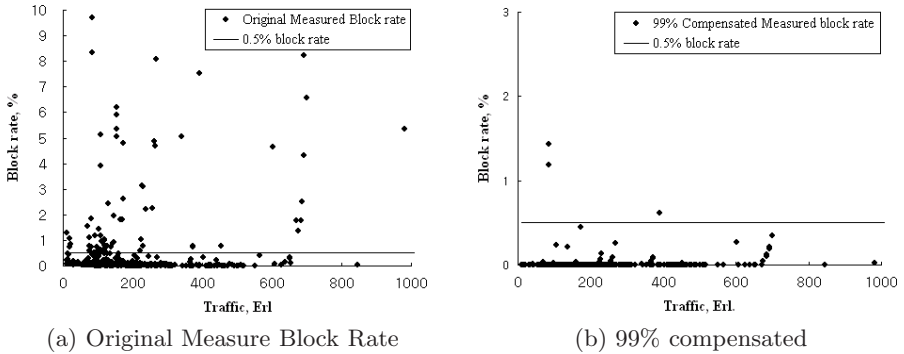 10
9
8
7
6
5
4
3
2
1
0
Block rate, %
Original Measured Block rate
0.5% block rate
0 200 400 600 800 1000
Traffic, Erl
(a) Original Measure Block Rate
3
2
1
0
Block rate, %
99% Compensated Measured block rate
0.5% block rate
0 200 400 600 800 1000
Traffic, Erl.
(b) 99% compensated